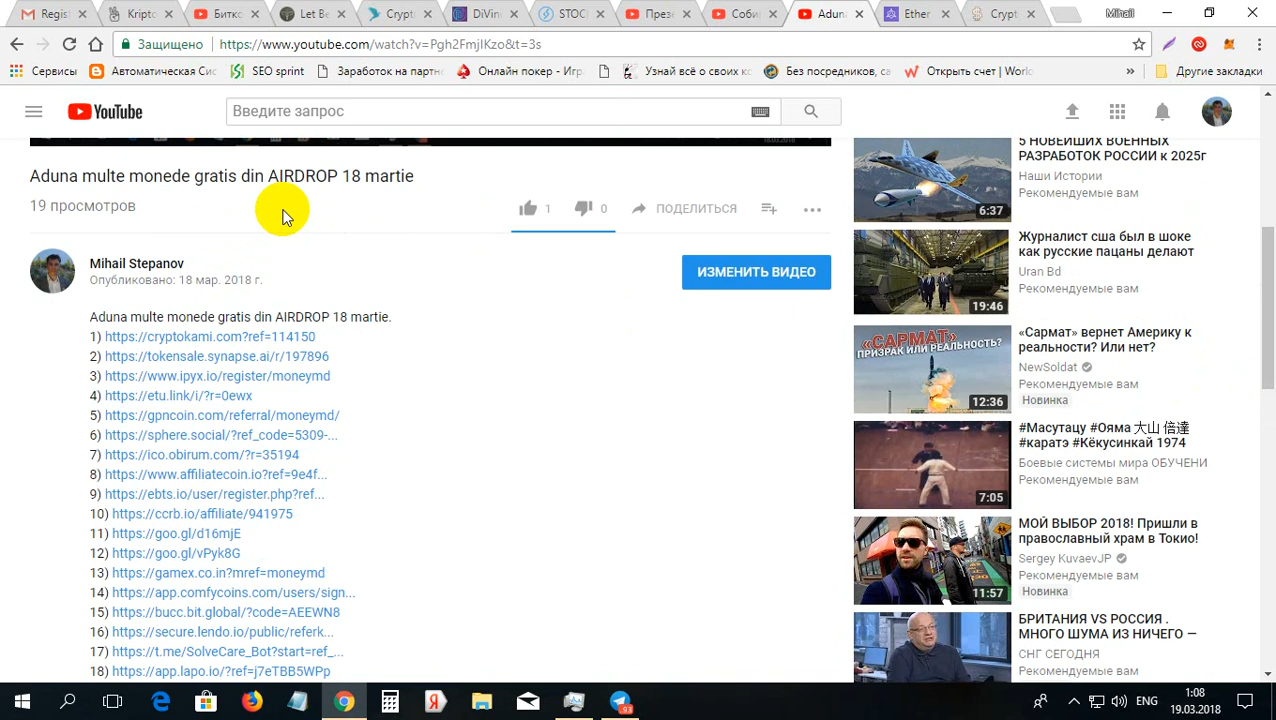 Regist
Kripto
Битко
Let Be
Crypt
DiVin
STOC
Презе
Собир
Aduna
Ether
Crypt
Mihail
Защищено
https://www.youtube.com/watch?v=Pgh2FmjIKzo&t=3s
Сервисы
Автоматическая Сис
SEO sprint
Заработок на партне
Онлайн покер - Игра
Узнай всё о своих ко
Без посредников, са
Открыть счет | Worl
»
Другие закладки
YouTube
Введите запрос
18.03.2018
Aduna multe monede gratis din AIRDROP 18 martie
19 просмотров
1
0
ПОДЕЛИТЬСЯ
Mihail Stepanov
Опубликовано: 18 мар. 2018 г.
ИЗМЕНИТЬ ВИДЕО
Aduna multe monede gratis din AIRDROP 18 martie.
1) https://cryptokami.com?ref=114150
2) https://tokensale.synapse.ai/r/197896
3) https://www.ipyx.io/register/moneymd
4) https://etu.link/i/?r=0ewx
5) https://gpncoin.com/referral/moneymd/
6) https://sphere.social/?ref_code=5309-...
7) https://ico.obirum.com/?r=35194
8) https://www.affiliatecoin.io?ref=9e4f...
9) https://ebts.io/user/register.php?ref...
10) https://ccrb.io/affiliate/941975
11) https://goo.gl/d16mjE
12) https://goo.gl/vPyk8G
13) https://gamex.co.in?mref=moneymd
14) https://app.comfycoins.com/users/sign...
15) https://bucc.bit.global/?code=AEEWN8
16) https://secure.lendo.io/public/referk...
17) https://t.me/SolveCare_Bot?start=ref_...
18) https://app.lapo.io/?ref=j7eTBB5WPp
5 НОВЕЙШИХ ВОЕННЫХ
РАЗРАБОТОК РОССИИ к 2025г
Наши Истории
Рекомендуемые вам
6:37
Журналист сша был в шоке
как русские пацаны делают
Uran Bd
Рекомендуемые вам
19:46
«САРМАТ»
ПРИЗРАК ИЛИ РЕАЛЬНОСТЬ?
12:36
«Сармат» вернет Америку к
реальности? Или нет?
NewSoldat
Рекомендуемые вам
Новинка
#Масутацу #Ояма 大山 倍達
#каратэ #Кёкусинкай 1974
Боевые системы мира ОБУЧЕНИ
Рекомендуемые вам
7:05
МОЙ ВЫБОР 2018! Пришли в
православный храм в Токио!
Sergey KuvaevJP
Рекомендуемые вам
Новинка
11:57
БРИТАНИЯ VS РОССИЯ .
МНОГО ШУМА ИЗ НИЧЕГО —
СНГ СЕГОДНЯ
Рекомендуемые вам
93
ENG
1:08
19.03.2018